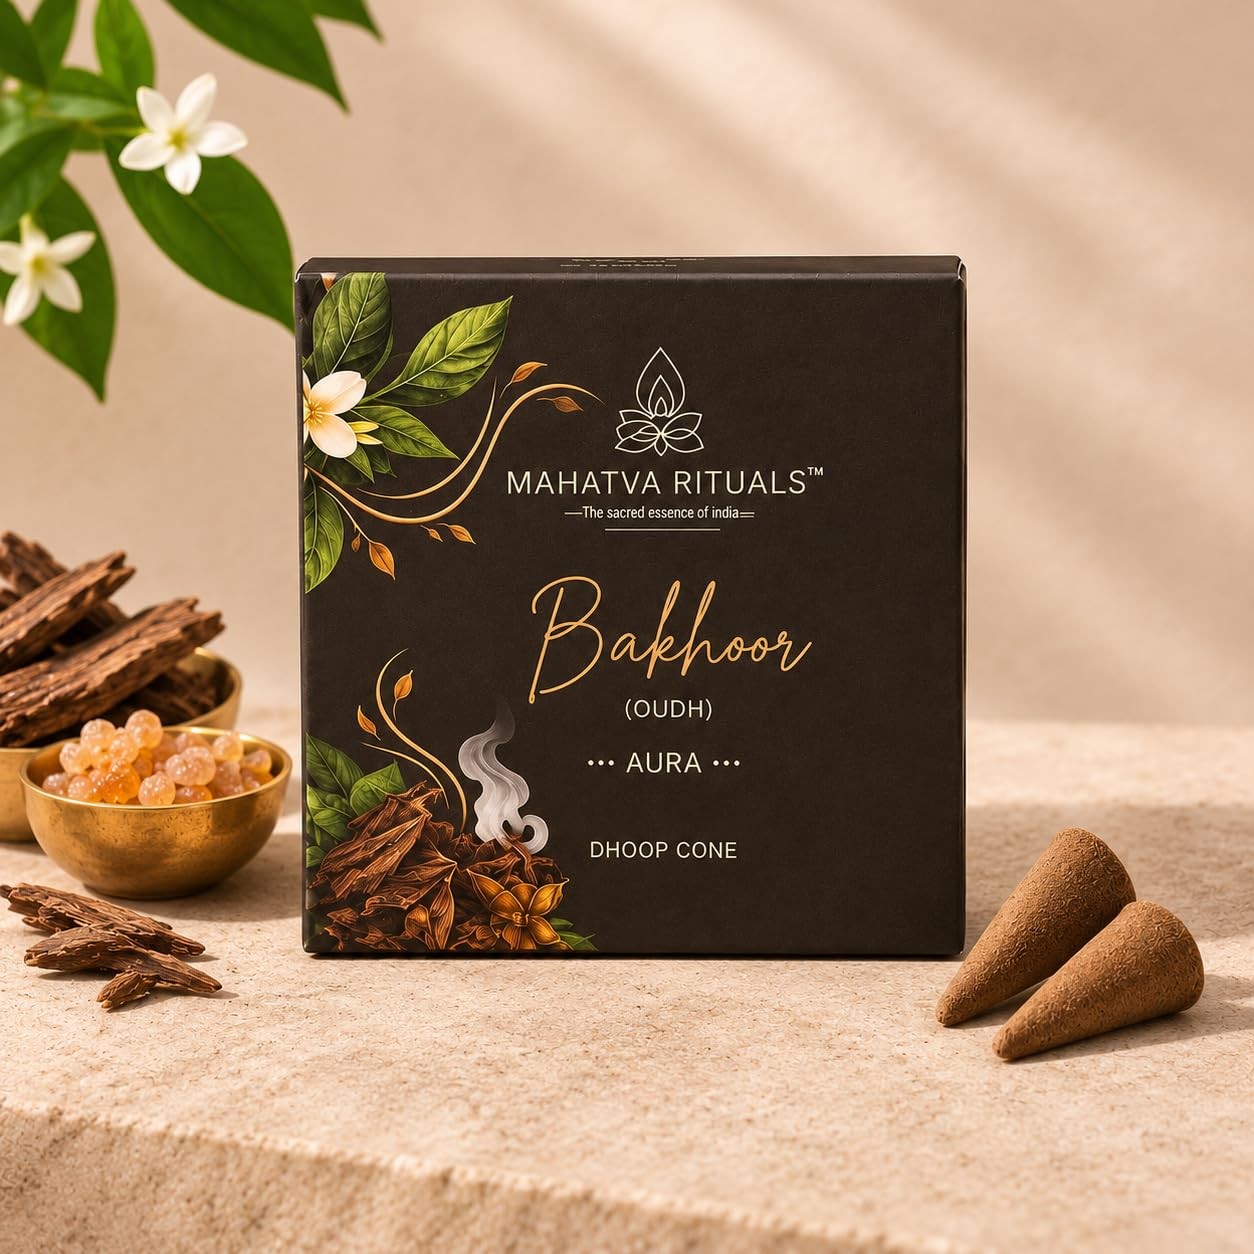 MAHATVA RITUALS™
The sacred essence of india
Bakhoor
(OUDH)
••• AURA •••
DHOOP CONE